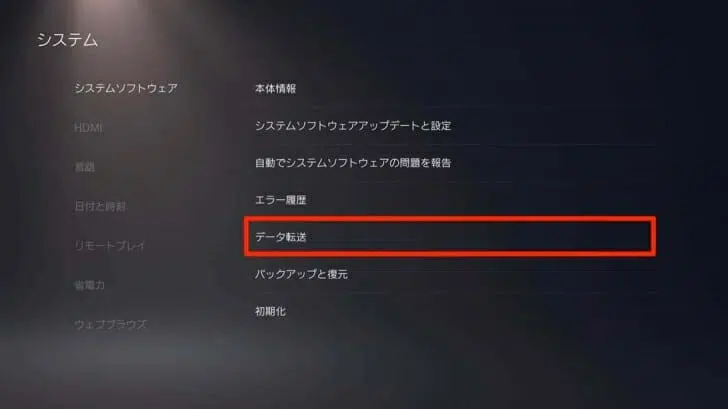 システム
システムソフトウェア
HDMI
言語
日付と時刻
リモートプレイ
省電力
ウェブブラウズ
本体情報
システムソフトウェアアップデートと設定
自動でシステムソフトウェアの問題を報告
エラー履歴
データ転送
バックアップと復元
初期化